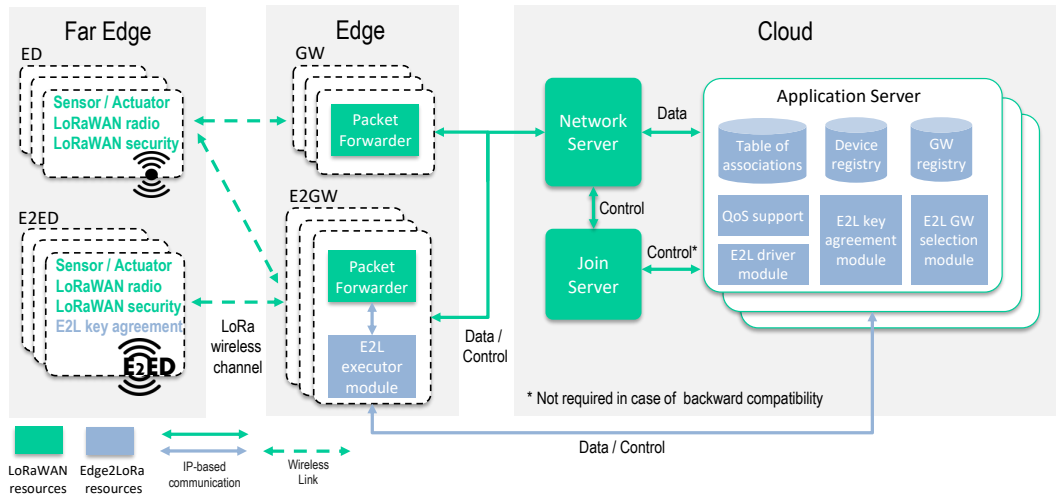 Far Edge
Edge
Cloud
ED
Sensor / Actuator
LoRaWAN radio
LoRaWAN security
E2ED
Sensor / Actuator
LoRaWAN radio
LoRaWAN security
E2L key agreement
E2ED
LoRa
wireless
channel
GW
Packet
Forwarder
E2GW
Packet
Forwarder
E2L
executor
module
Data /
Control
Network
Server
Data
Control
Join
Server
Control*
Application Server
Table of
associations
Device
registry
GW
registry
QoS support
E2L driver
module
E2L key
agreement
module
E2L GW
selection
module
* Not required in case of backward compatibility
Data / Control
LoRaWAN
resources
Edge2LoRa
resources
IP-based
communication
Wireless
Link